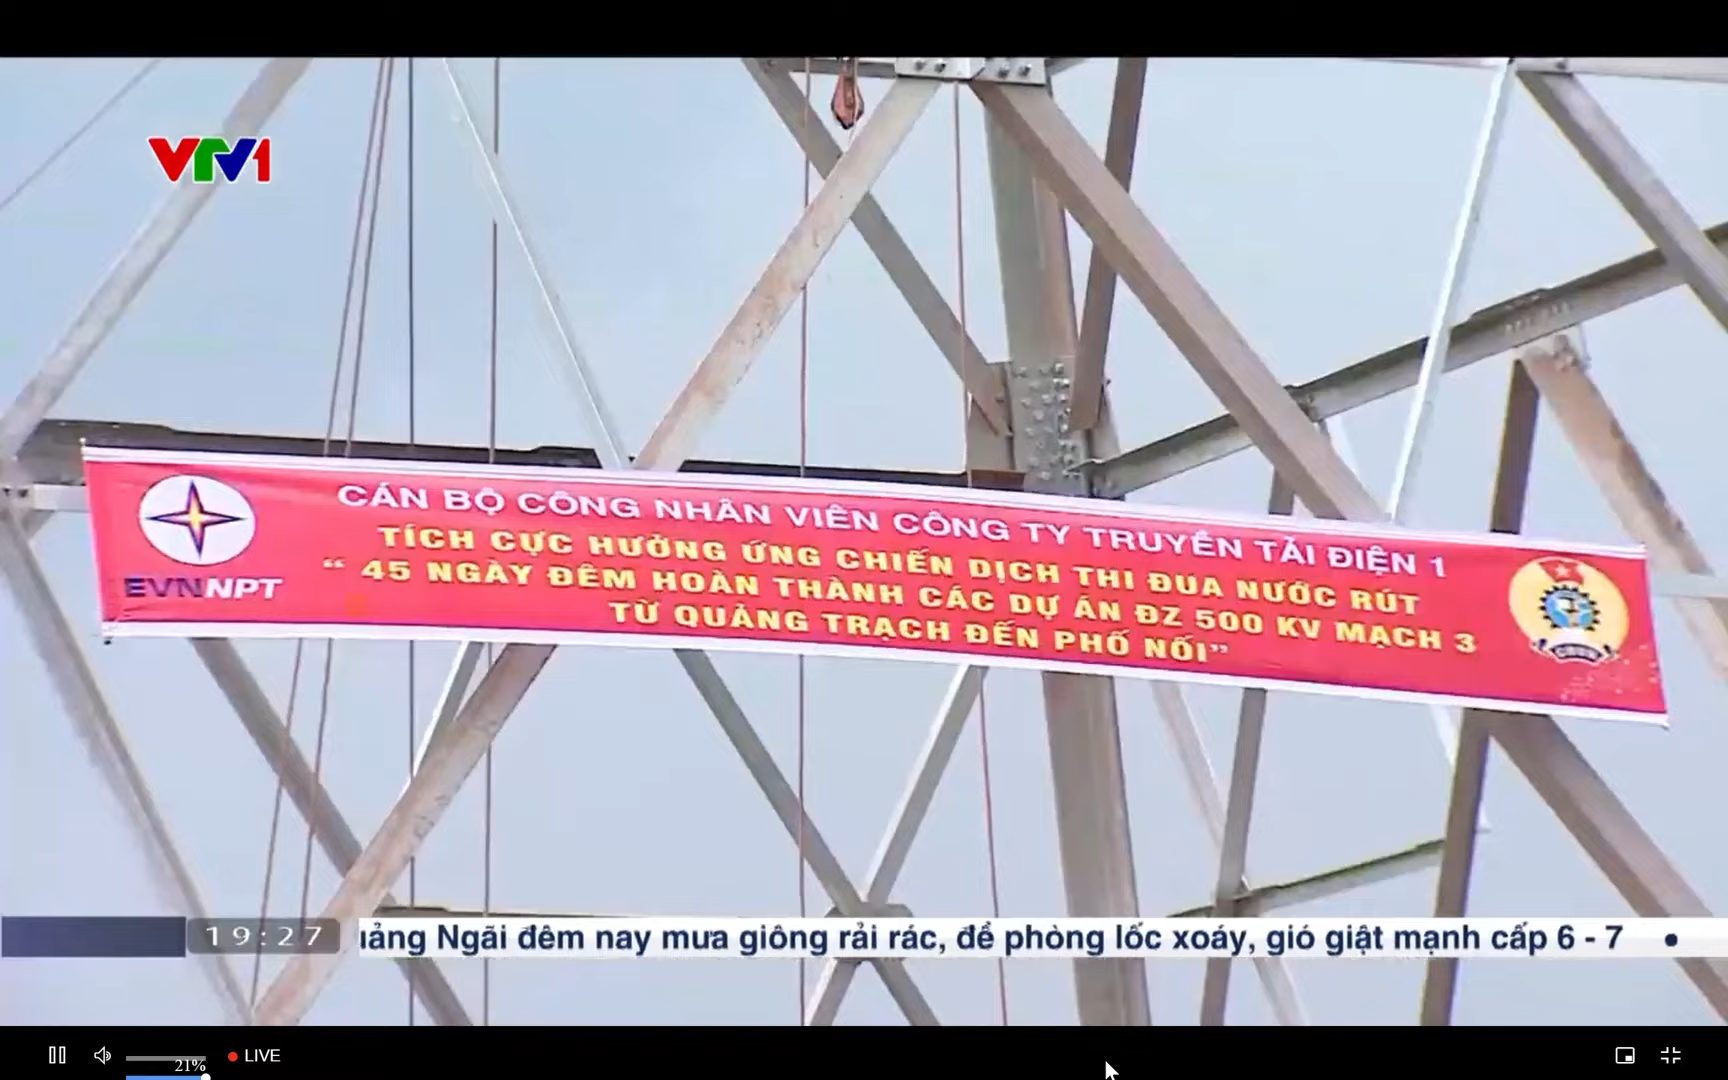 VTV1
CÁN BỘ CÔNG NHÂN VIÊN CÔNG TY TRUYỀN TẢI ĐIỆN 1
TÍCH CỰC HƯỞNG ỨNG CHIẾN DỊCH THI ĐUA NƯỚC RÚT
“ 45 NGÀY ĐÊM HOÀN THÀNH CÁC DỰ ÁN ĐZ 500 KV MẠCH 3
TỪ QUẢNG TRẠCH ĐẾN PHỐ NỐI”
EVNNPT
19:27
Ngãi đêm nay mưa giông rải rác, đề phòng lốc xoáy, gió giật mạnh cấp 6 - 7 •
21%
LIVE